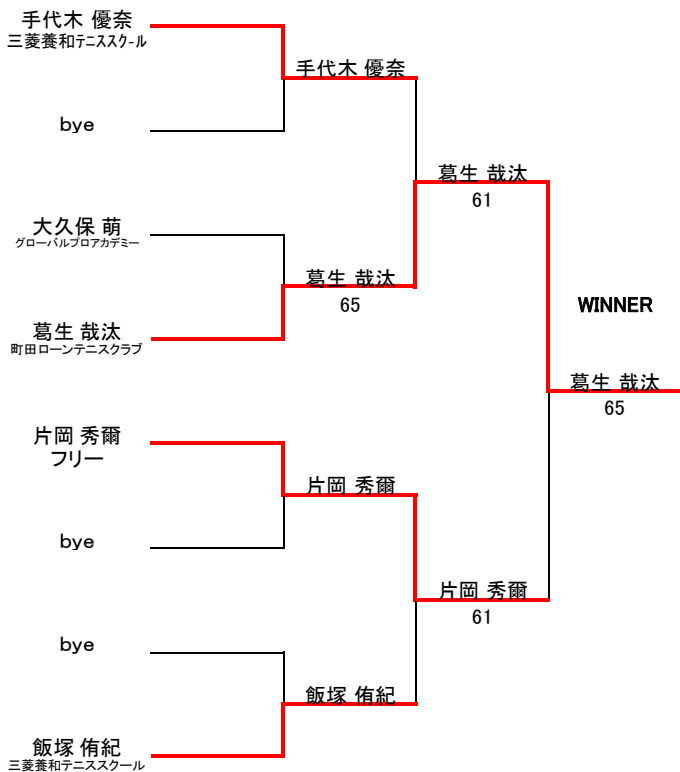 手代木 優奈
三菱養和テニススクール
手代木 優奈
bye
葛生 哉汰
61
大久保 萌
グローバルプロアカデミー
葛生 哉汰
65
WINNER
葛生 哉汰
町田ローンテニスクラブ
葛生 哉汰
65
片岡 秀爾
フリー
片岡 秀爾
bye
片岡 秀爾
61
bye
飯塚 侑紀
飯塚 侑紀
三菱養和テニススクール